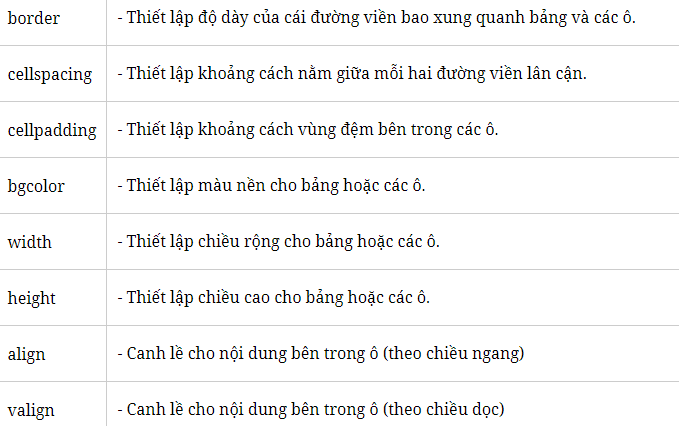 border - Thiết lập độ dày của cái đường viền bao xung quanh bảng và các ô.
cellspacing - Thiết lập khoảng cách nằm giữa mỗi hai đường viền lân cận.
cellpadding - Thiết lập khoảng cách vùng đệm bên trong các ô.
bgcolor - Thiết lập màu nền cho bảng hoặc các ô.
width - Thiết lập chiều rộng cho bảng hoặc các ô.
height - Thiết lập chiều cao cho bảng hoặc các ô.
align - Canh lề cho nội dung bên trong ô (theo chiều ngang)
valign - Canh lề cho nội dung bên trong ô (theo chiều dọc)